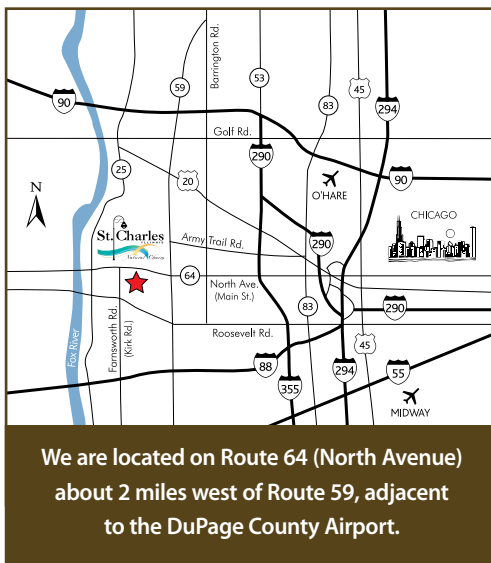 Barrington Rd.
59
53
83
45
90
294
Golf Rd.
290
25
20
90
N
O'HARE
St. Charles
ILLINOIS
CHICAGO
Army Trail Rd.
290
64
North Ave.
(Main St.)
83
290
Fox River
Farnsworth Rd.
(Kirk Rd.)
Roosevelt Rd.
45
88
355
294
55
MIDWAY
We are located on Route 64 (North Avenue)
about 2 miles west of Route 59, adjacent
to the DuPage County Airport.